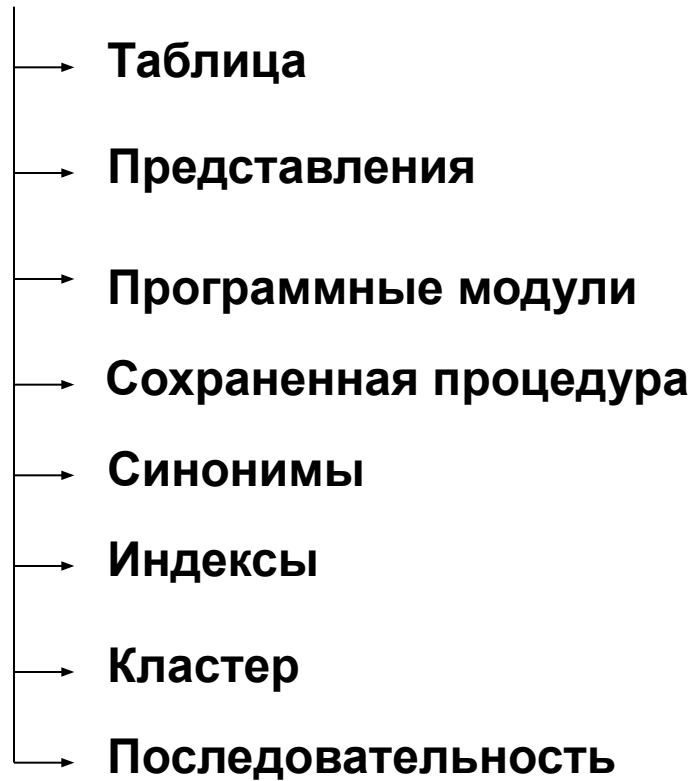 Таблица
Представления
Программные модули
Сохраненная процедура
Синонимы
Индексы
Кластер
Последовательность